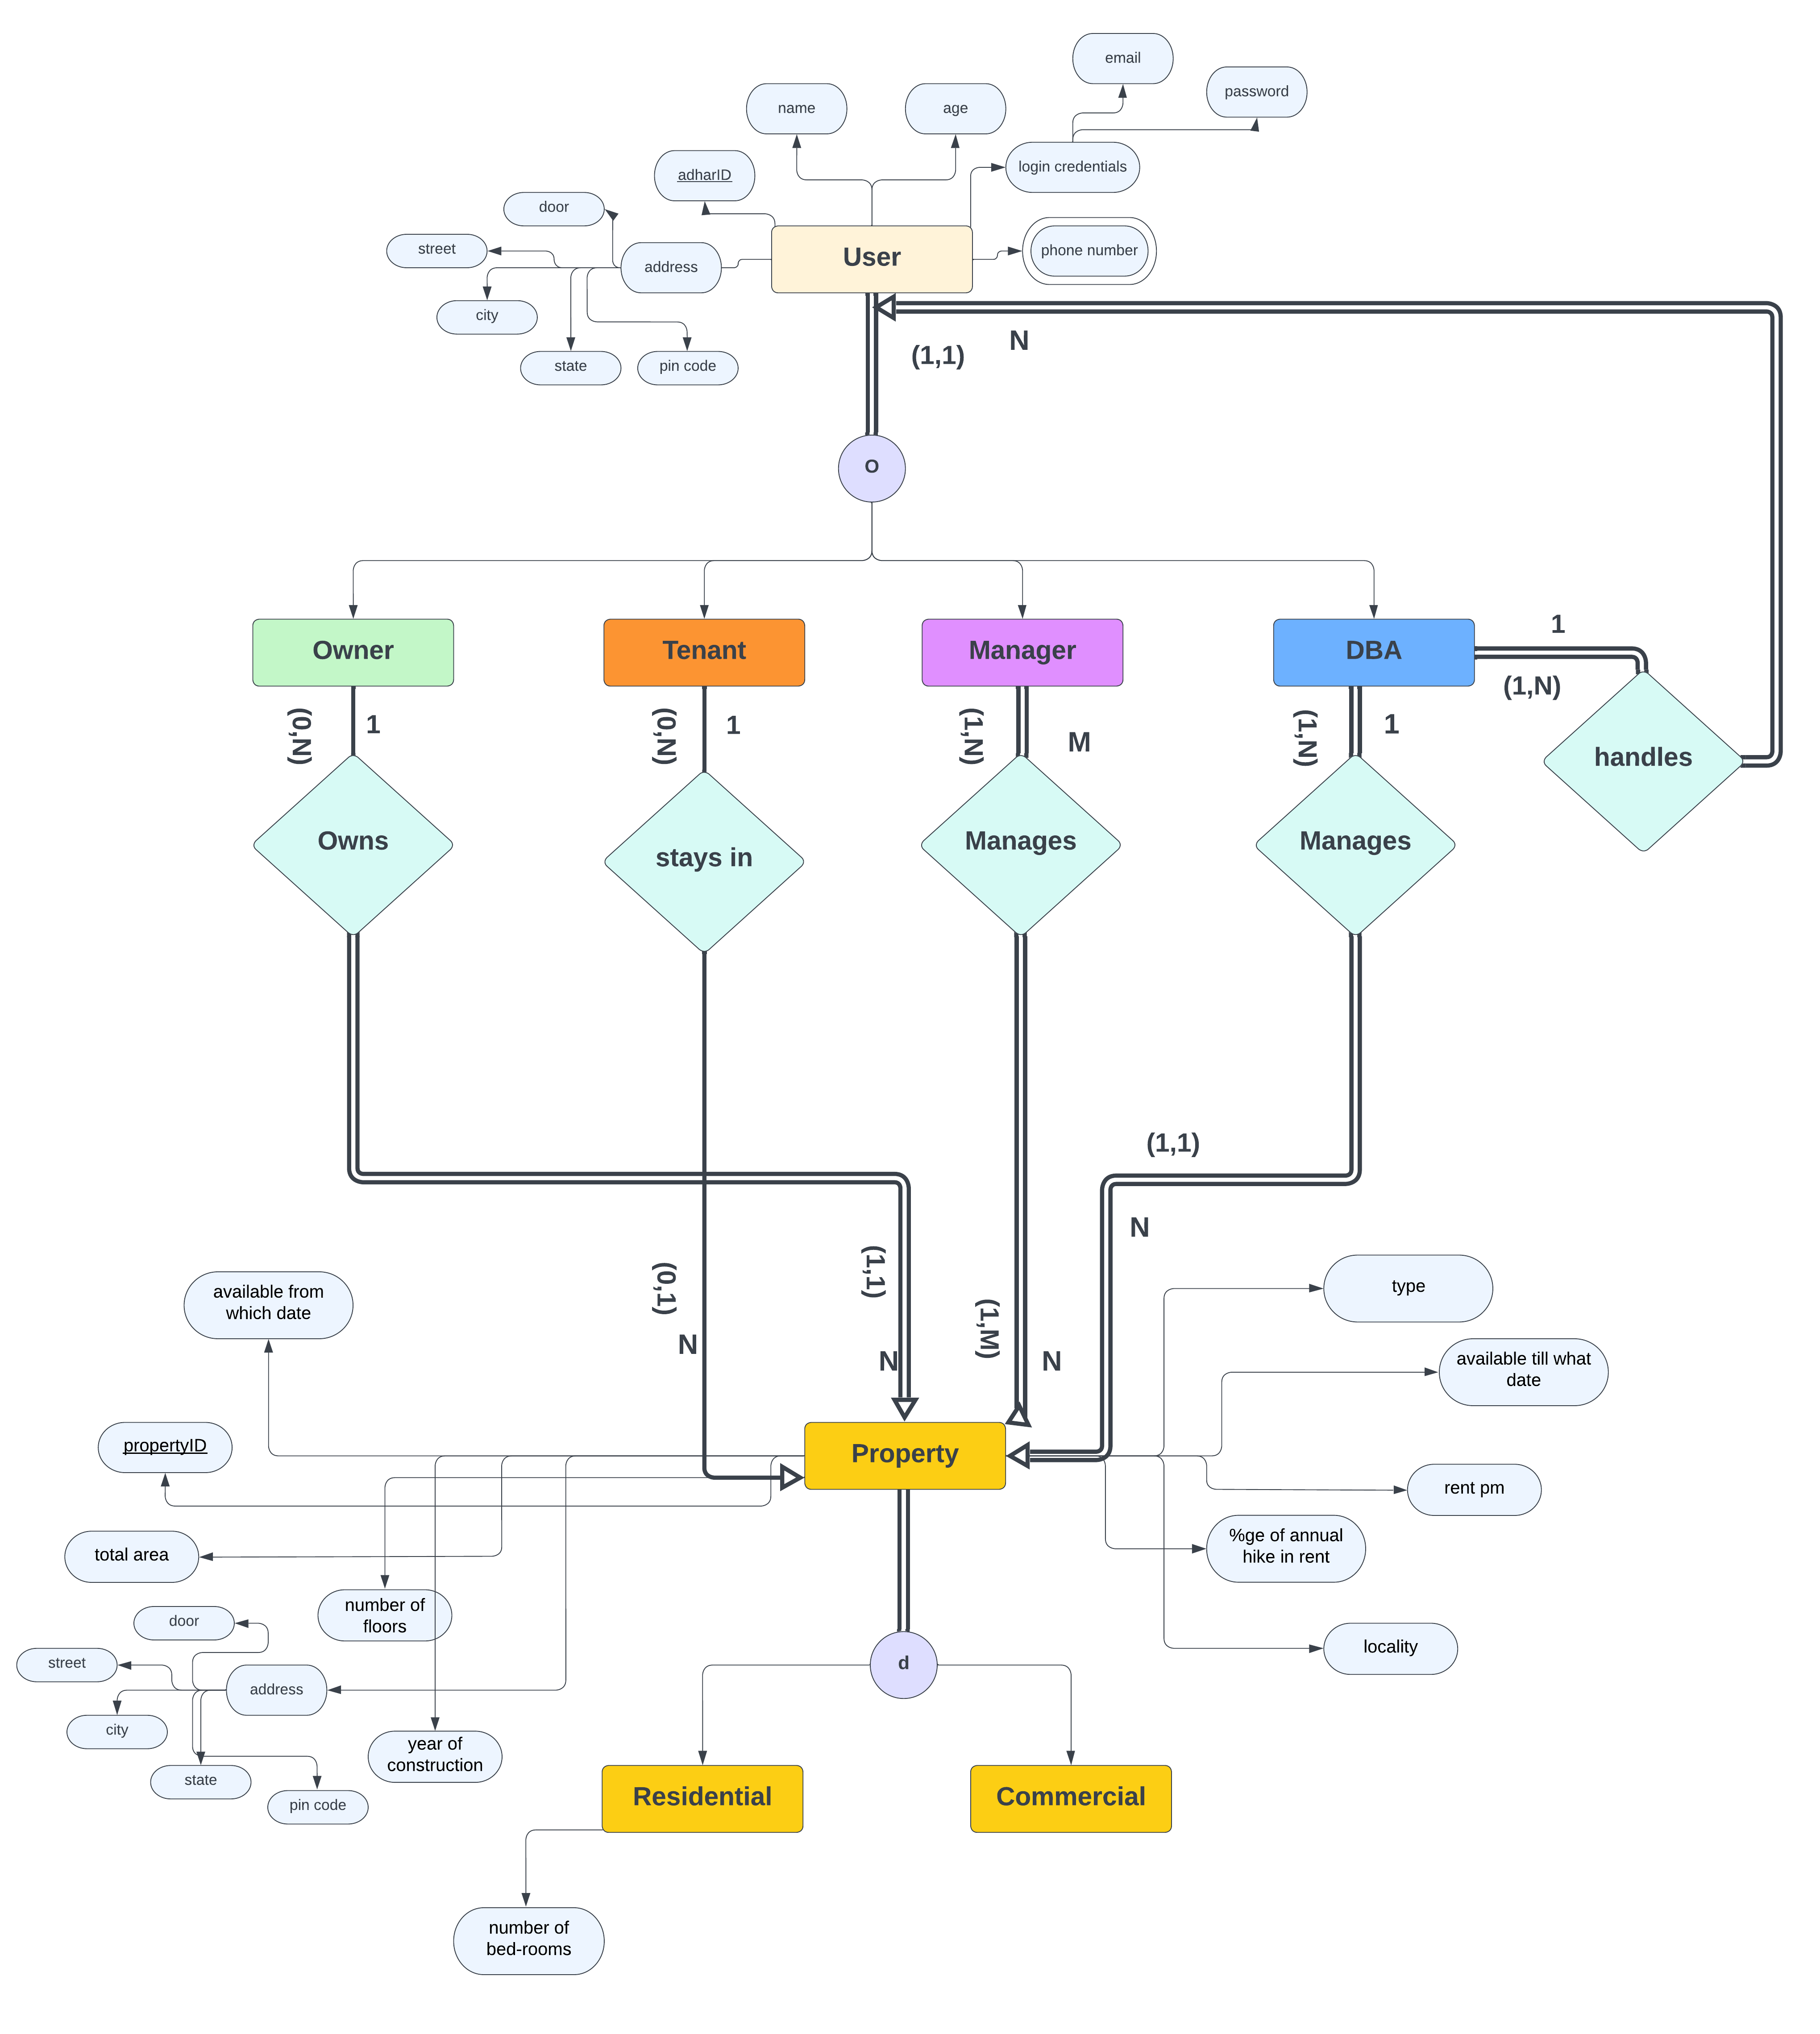 email
password
name
age
login credentials
adharID
door
street
address
User
phone number
city
state
pin code
N
(1,1)
O
Owner
Tenant
Manager
DBA
1
(1,N)
(0,N)
1
(0,N)
1
(1,N)
M
(1,N)
1
handles
Owns
stays in
Manages
Manages
(1,1)
N
(0,1)
N
(1,1)
N
(1,M)
N
available from
which date
type
available till what
date
propertyID
Property
rent pm
total area
%ge of annual
hike in rent
number of
floors
door
street
address
locality
d
city
state
pin code
year of
construction
Residential
Commercial
number of
bed-rooms